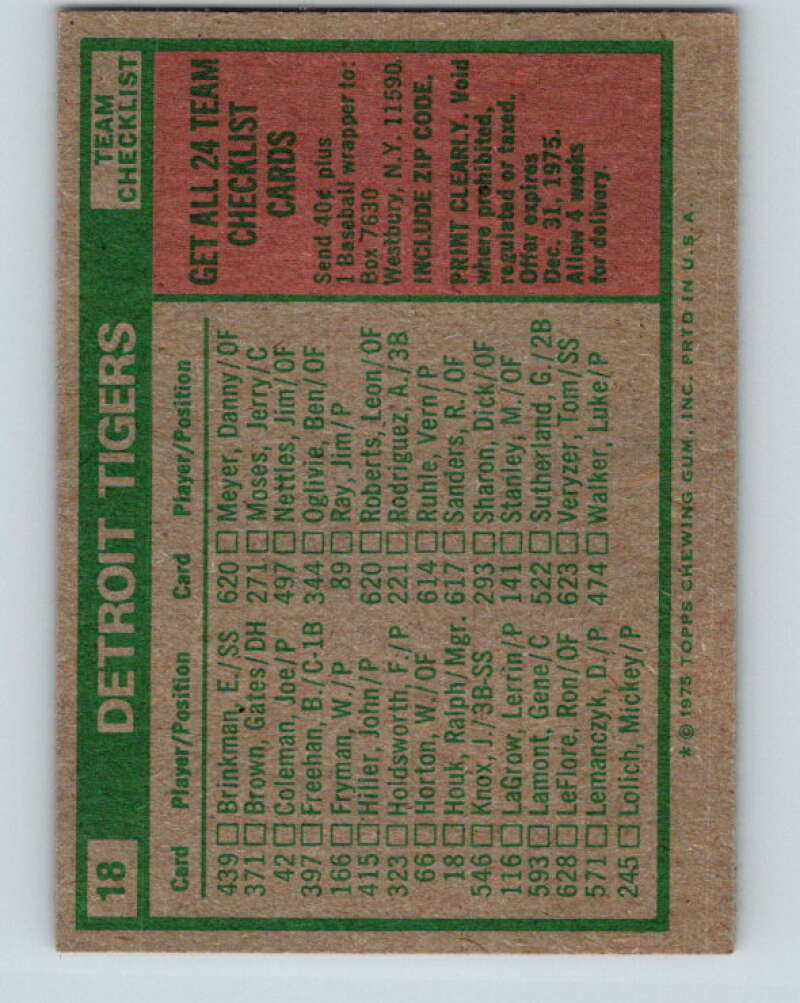 18
DETROIT TIGERS
TEAM
CHECKLIST
Card Player/Position
439 Brinkman, E./SS
371 Brown, Gates/DH
42 Coleman, Joe/P
397 Freehan, B./C-1B
166 Fryman, W./P
415 Hiller, John/P
323 Holdsworth, F./P
66 Horton, W./OF
18 Houk, Ralph/Mgr.
546 Knox, J./3B-SS
116 LaGrow, Lerrin/P
593 Lamont, Gene/C
628 LeFlore, Ron/OF
571 Lemanczyk, D./P
245 Lolich, Mickey/P
Card Player/Position
620 Meyer, Danny/OF
271 Moses, Jerry/C
497 Nettles, Jim/OF
344 Oglivie, Ben/OF
89 Ray, Jim/P
620 Roberts, Leon/OF
221 Rodriguez, A./3B
614 Ruhle, Vern/P
617 Sanders, R./OF
293 Sharon, Dick/OF
141 Stanley, M./OF
522 Sutherland, G./2B
623 Veryzer, Tom/SS
474 Walker, Luke/P
GET ALL 24 TEAM
CHECKLIST
CARDS
Send 40¢ plus
1 Baseball wrapper to:
Box 7630
Westbury, N.Y. 11590.
INCLUDE ZIP CODE.
PRINT CLEARLY. Void
where prohibited,
regulated or taxed.
Offer expires
Dec. 31, 1975.
Allow 4 weeks
for delivery.
* © 1975 TOPPS CHEWING GUM, INC. PRTD IN U.S.A.